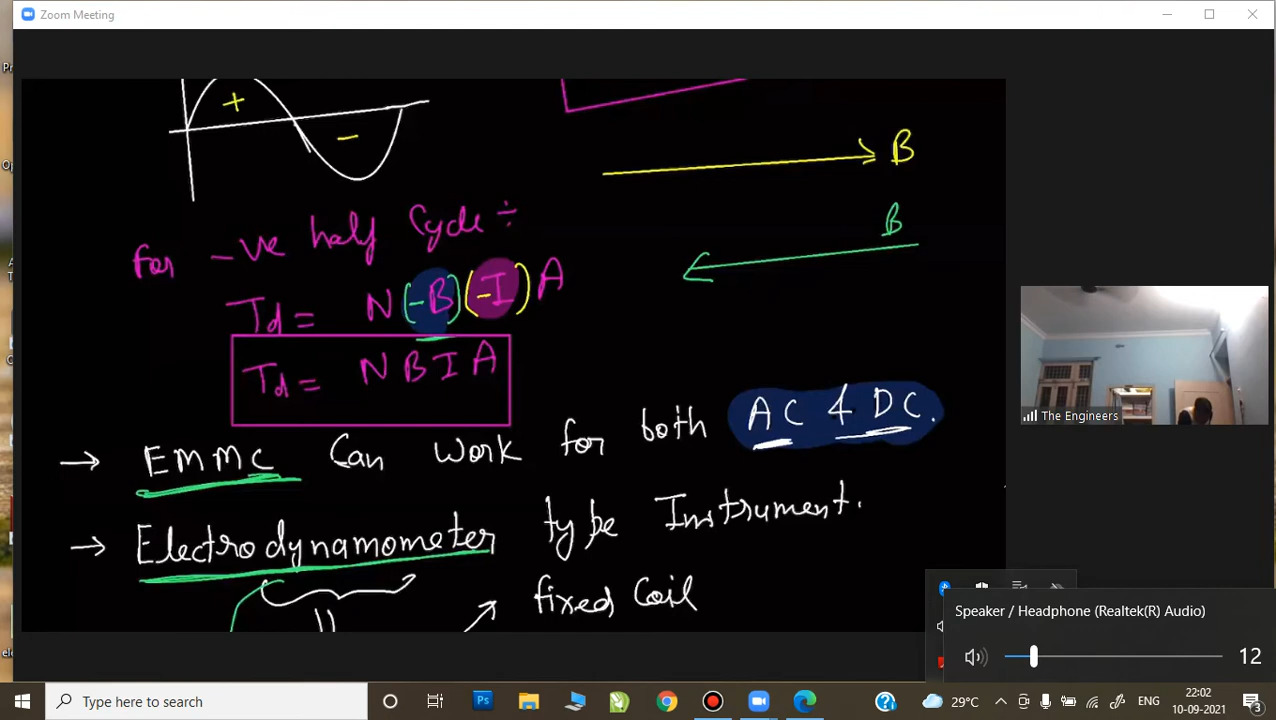 Zoom Meeting
+
−
B
B
For -ve half Cycle ÷
Td = N (-B) (-I) A
Td = N B I A
→ EMMC Can work for both AC & DC.
→ Electrodynamometer type Instrument.
fixed Coil
The Engineers
Speaker / Headphone (Realtek(R) Audio)
12
Type here to search
Ps
29°C
ENG
22:02
10-09-2021
3